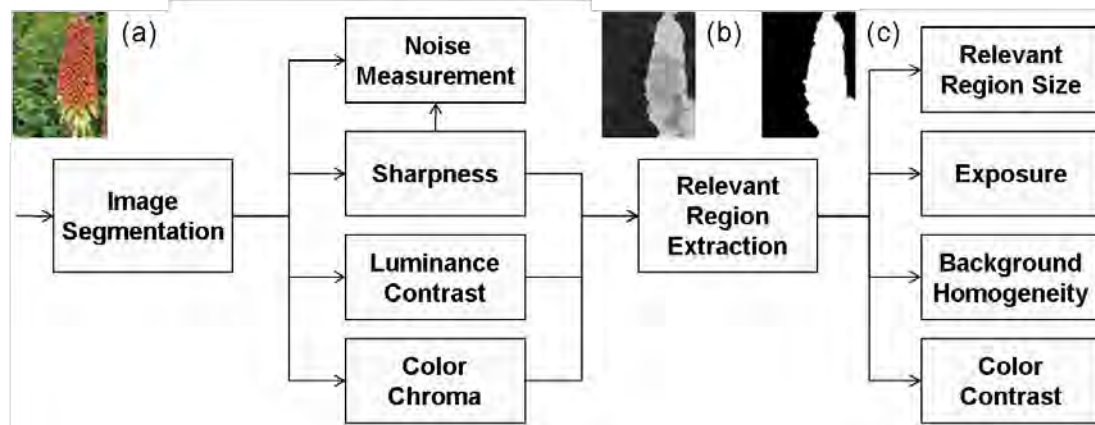 (a)
Image
Segmentation
Noise
Measurement
Sharpness
Luminance
Contrast
Color
Chroma
(b)
(c)
Relevant
Region
Extraction
Relevant
Region Size
Exposure
Background
Homogeneity
Color
Contrast